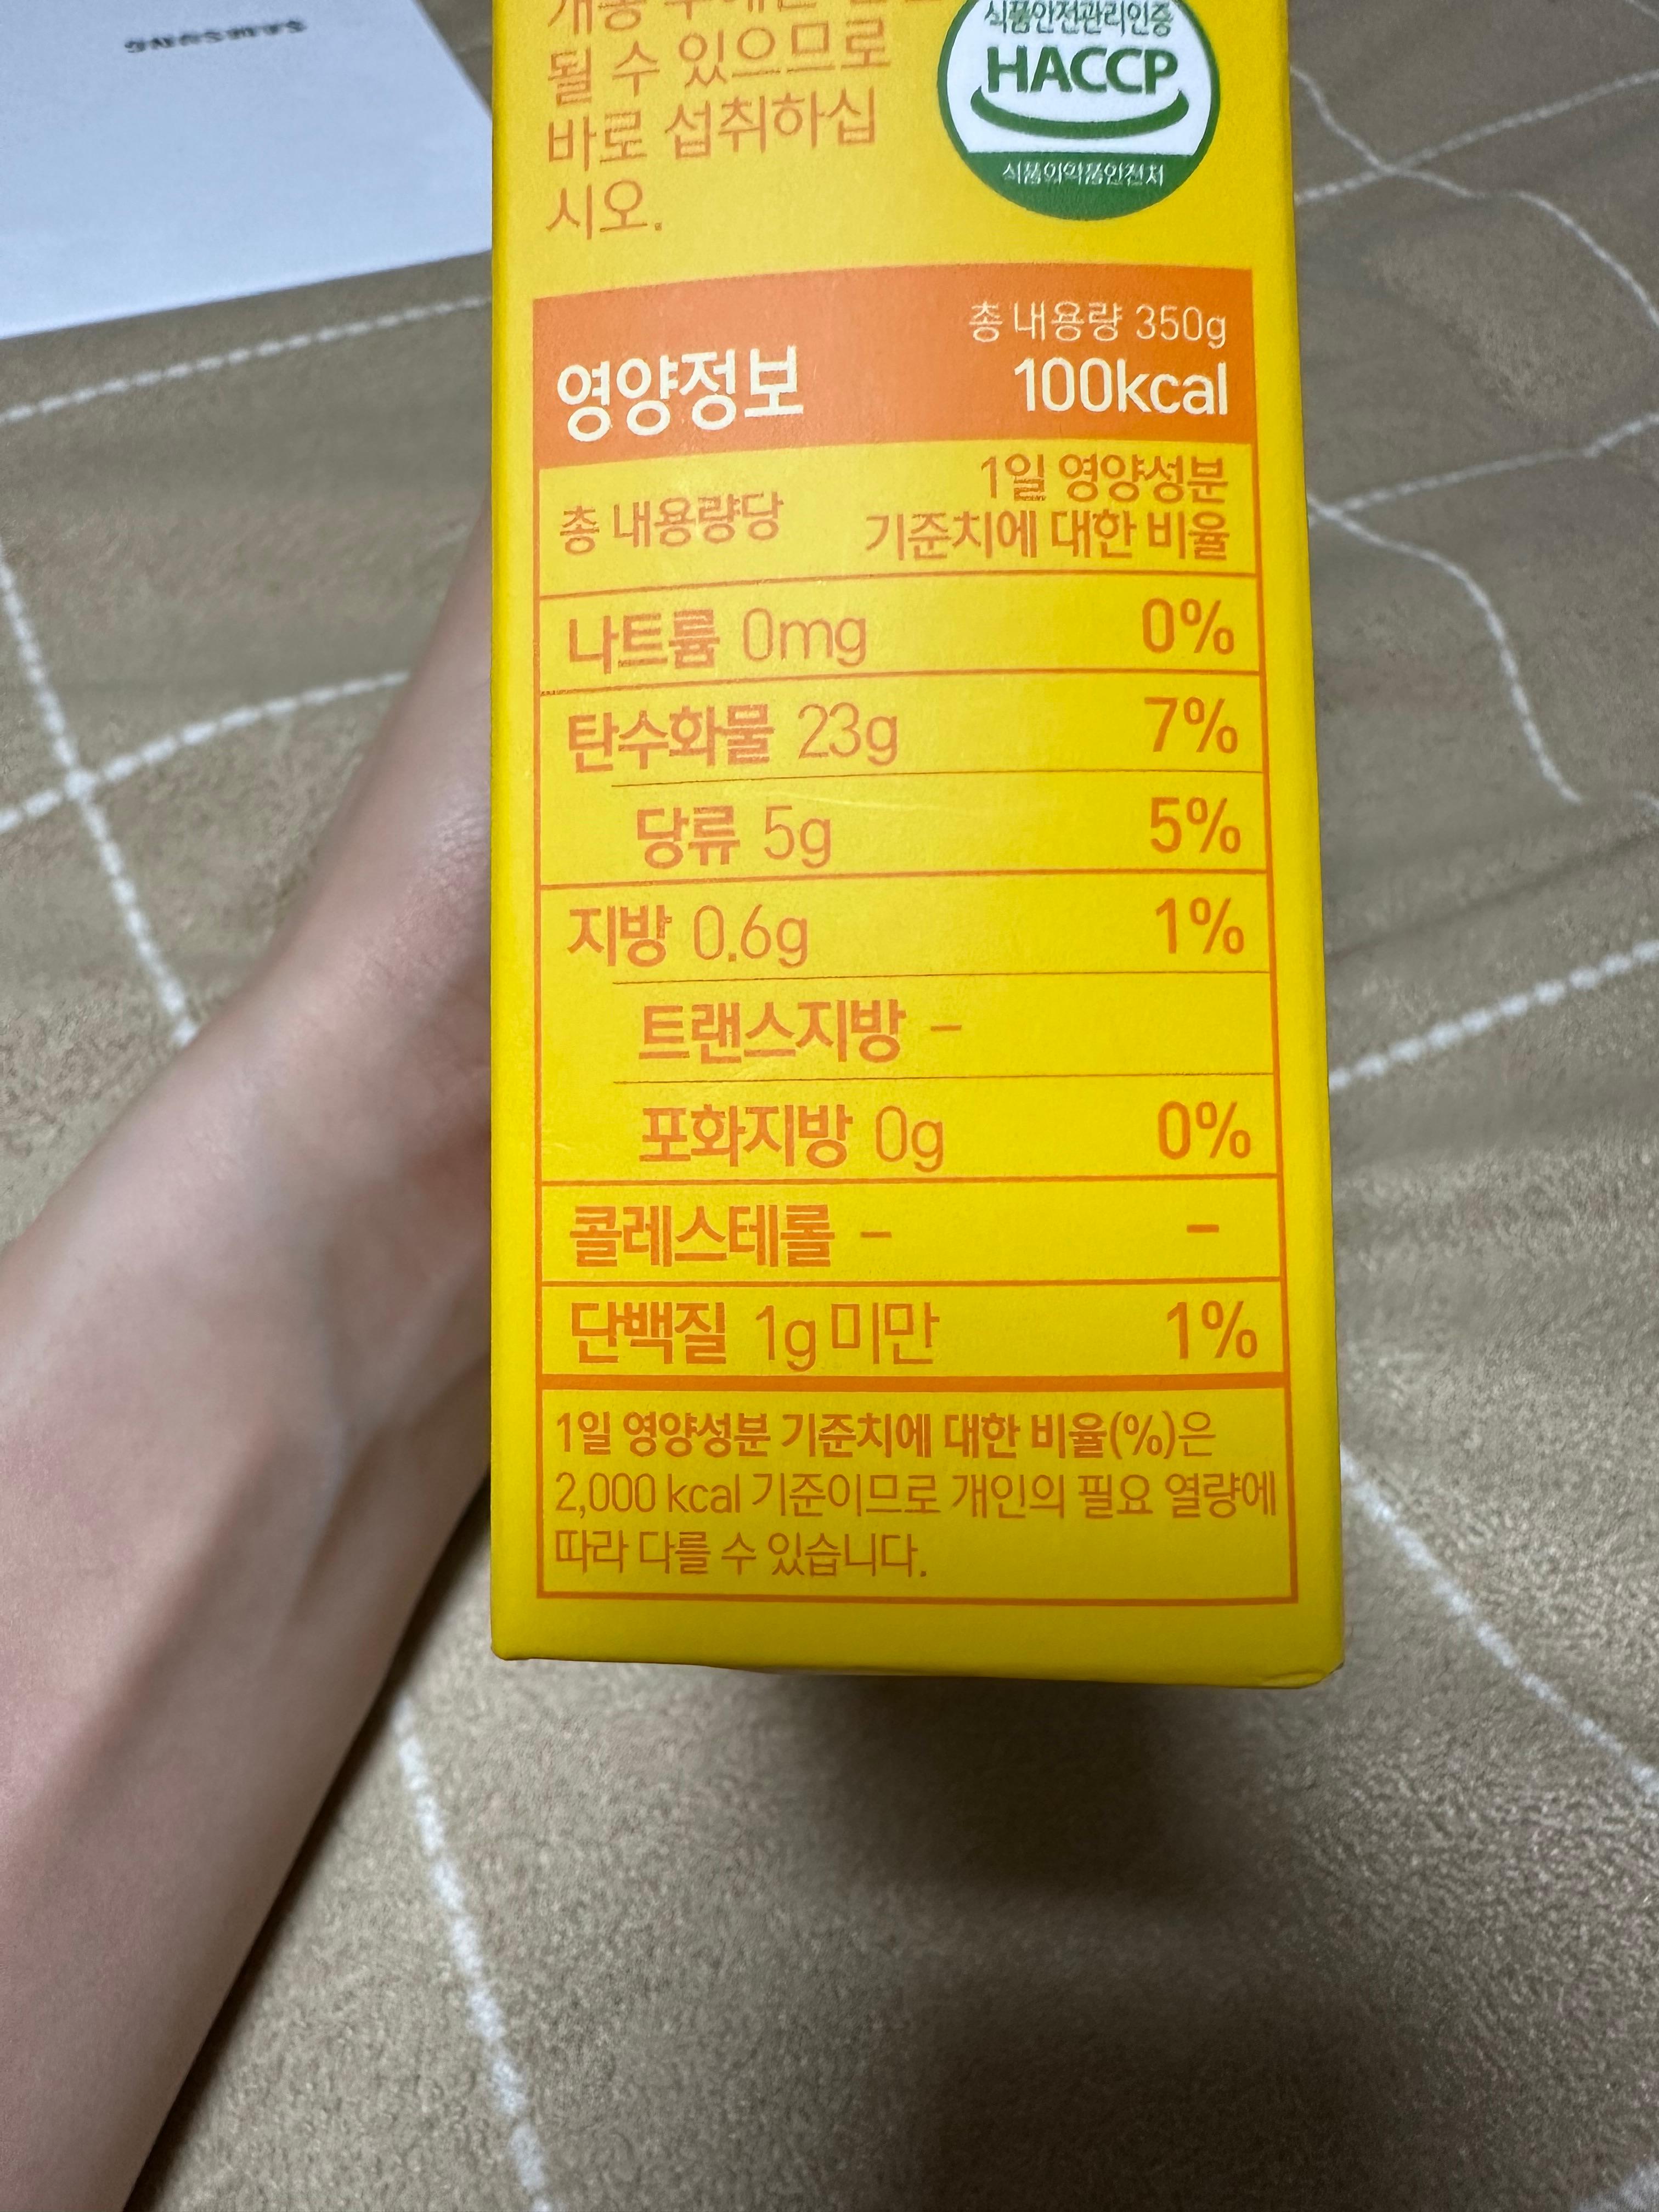 될 수 있으므로
바로 섭취하십
시오.
식품안전관리인증
HACCP
식품의약품안전처
영양정보
총 내용량 350g
100kcal
총 내용량당
1일 영양성분
기준치에 대한 비율
나트륨 0mg 0%
탄수화물 23g 7%
당류 5g 5%
지방 0.6g 1%
트랜스지방 -
포화지방 0g 0%
콜레스테롤 - -
단백질 1g 미만 1%
1일 영양성분 기준치에 대한 비율(%)은
2,000 kcal 기준이므로 개인의 필요 열량에
따라 다를 수 있습니다.